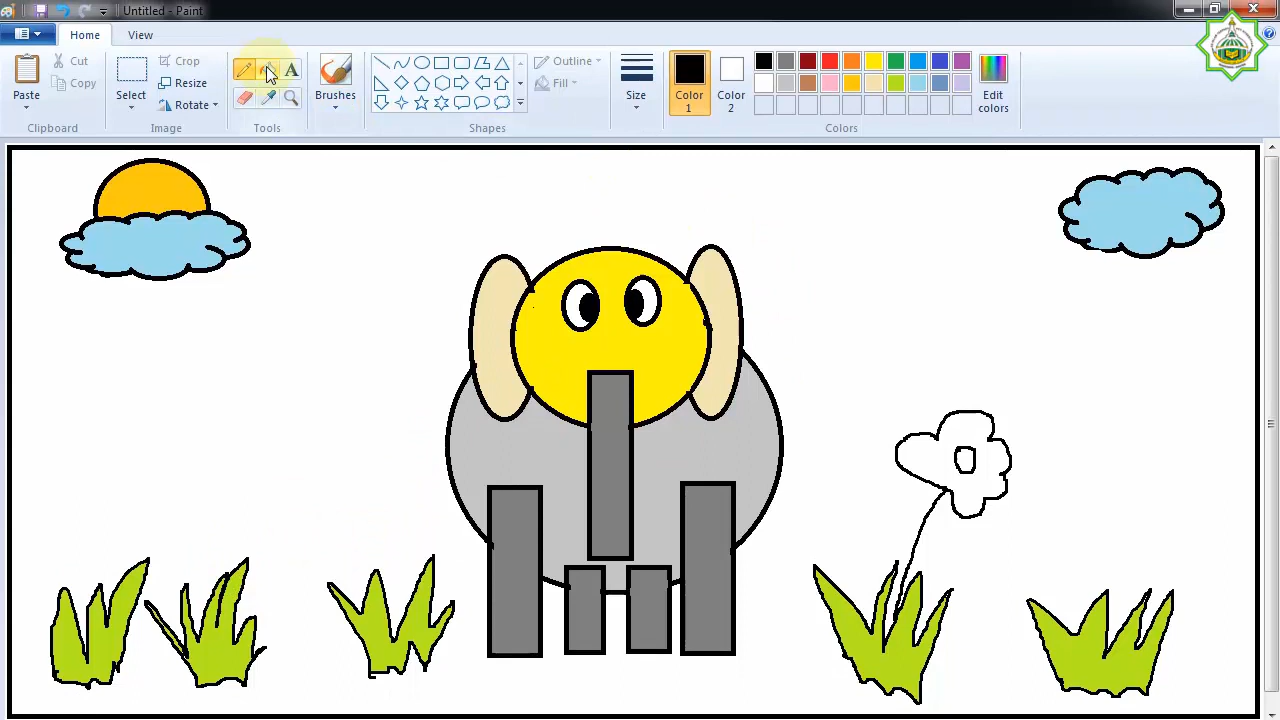 Untitled - Paint
Home View
Paste
Cut
Copy
Clipboard
Select
Crop
Resize
Rotate
Image
A
Tools
Brushes
Outline
Fill
Shapes
Size
Color 1
Color 2
Edit colors
Colors